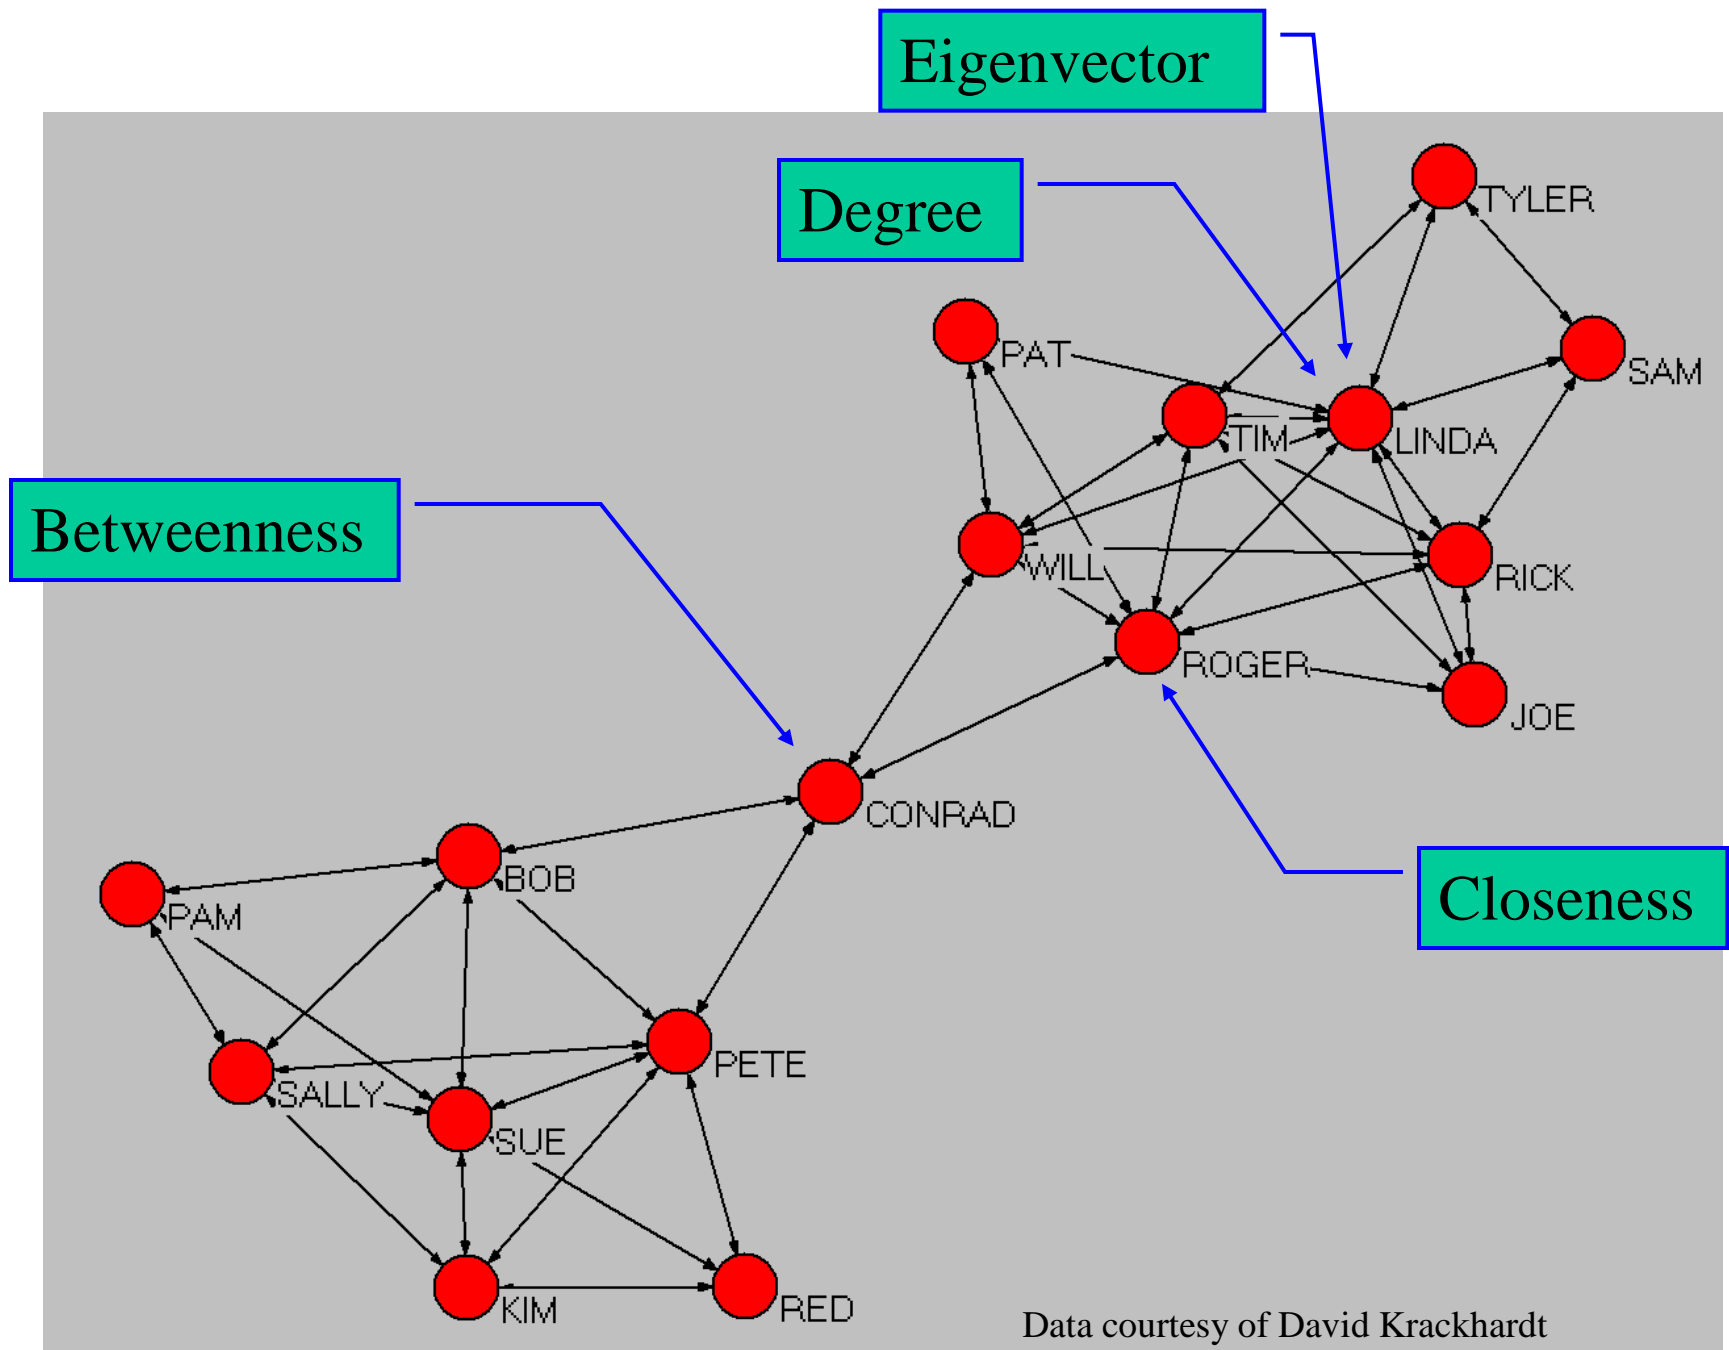 Eigenvector
Degree
TYLER
PAT
SAM
TIM
LINDA
Betweenness
WILL
RICK
ROGER
JOE
CONRAD
BOB
Closeness
PAM
PETE
SALLY
SUE
KIM
RED
Data courtesy of David Krackhardt